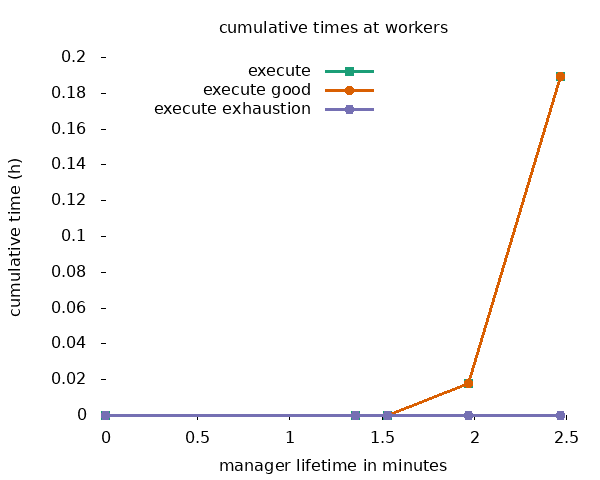 cumulative times at workers
execute
execute good
execute exhaustion
cumulative time (h)
0.2
0.18
0.16
0.14
0.12
0.1
0.08
0.06
0.04
0.02
0
0 0.5 1 1.5 2 2.5
manager lifetime in minutes